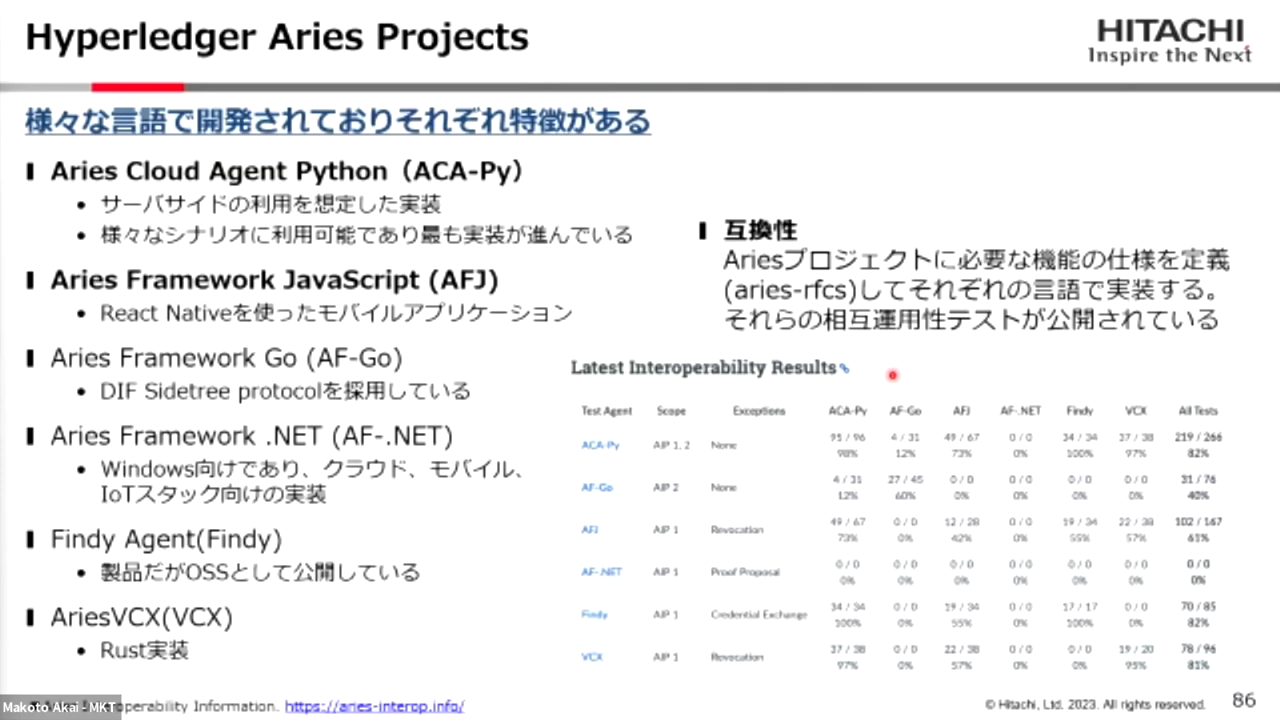 Hyperledger Aries Projects
HITACHI
Inspire the Next
様々な言語で開発されておりそれぞれ特徴がある
Aries Cloud Agent Python（ACA-Py）
• サーバサイドの利用を想定した実装
• 様々なシナリオに利用可能であり最も実装が進んでいる
Aries Framework JavaScript (AFJ)
• React Nativeを使ったモバイルアプリケーション
Aries Framework Go (AF-Go)
• DIF Sidetree protocolを採用している
Aries Framework .NET (AF-.NET)
• Windows向けであり、クラウド、モバイル、
IoTスタック向けの実装
Findy Agent(Findy)
• 製品だがOSSとして公開している
AriesVCX(VCX)
• Rust実装
互換性
Ariesプロジェクトに必要な機能の仕様を定義
(aries-rfcs)してそれぞれの言語で実装する。
それらの相互運用性テストが公開されている
Latest Interoperability Results
Test Agent Scope Exceptions ACA-Py AF-Go AFJ AF-.NET Findy VCX All Tests
ACA-Py AIP 1, 2 None 95 / 96 4 / 31 49 / 67 0 / 0 34 / 34 37 / 38 219 / 266
98% 12% 73% 0% 100% 97% 82%
AF-Go AIP 2 None 4 / 31 27 / 45 0 / 0 0 / 0 0 / 0 0 / 0 31 / 76
12% 60% 0% 0% 0% 0% 40%
AFJ AIP 1 Revocation 49 / 67 0 / 0 12 / 28 0 / 0 19 / 34 22 / 38 102 / 167
73% 0% 42% 0% 55% 57% 61%
AF-.NET AIP 1 Proof Proposal 0 / 0 0 / 0 0 / 0 0 / 0 0 / 0 0 / 0 0 / 0
0% 0% 0% 0% 0% 0% 0%
Findy AIP 1 Credential Exchange 34 / 34 0 / 0 19 / 34 0 / 0 17 / 17 0 / 0 70 / 85
100% 0% 55% 0% 100% 0% 82%
VCX AIP 1 Revocation 37 / 38 0 / 0 22 / 38 0 / 0 0 / 0 19 / 20 78 / 96
97% 0% 57% 0% 0% 95% 81%
Makoto Akai - MKT
operability Information. https://aries-interop.info/
© Hitachi, Ltd. 2023. All rights reserved.
86